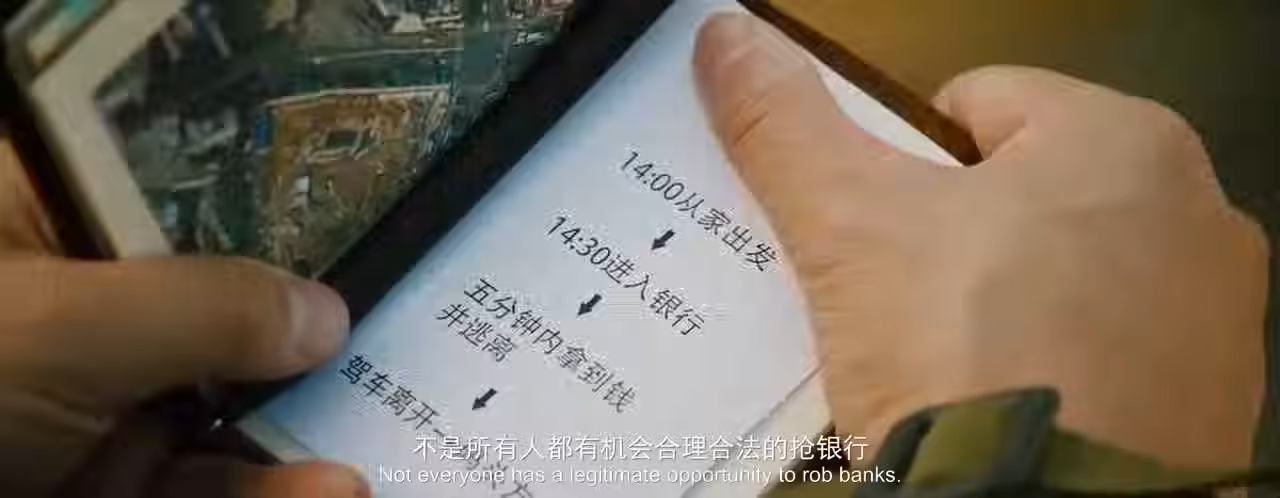 14:00从家出发
14:30进入银行
五分钟内拿到钱
并逃离
驾车离开
不是所有人都有机会合理合法的抢银行
Not everyone has a legitimate opportunity to rob banks.